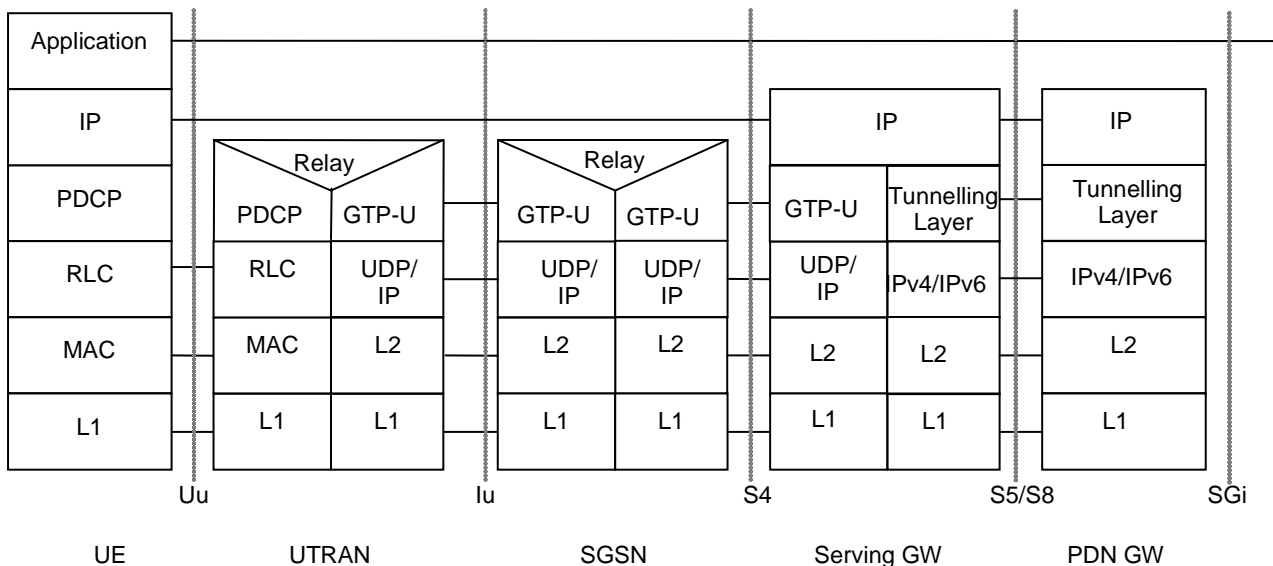 Application
IP
PDCP
RLC
MAC
L1
Relay
PDCP
GTP-U
RLC
UDP/
IP
MAC
L2
L1
L1
Relay
GTP-U
GTP-U
UDP/
IP
UDP/
IP
L2
L2
L1
L1
IP
GTP-U
Tunnelling
Layer
UDP/
IP
IPv4/IPv6
L2
L2
L1
L1
IP
Tunnelling
Layer
IPv4/IPv6
L2
L1
Uu
Iu
S4
S5/S8
SGi
UE
UTRAN
SGSN
Serving GW
PDN GW